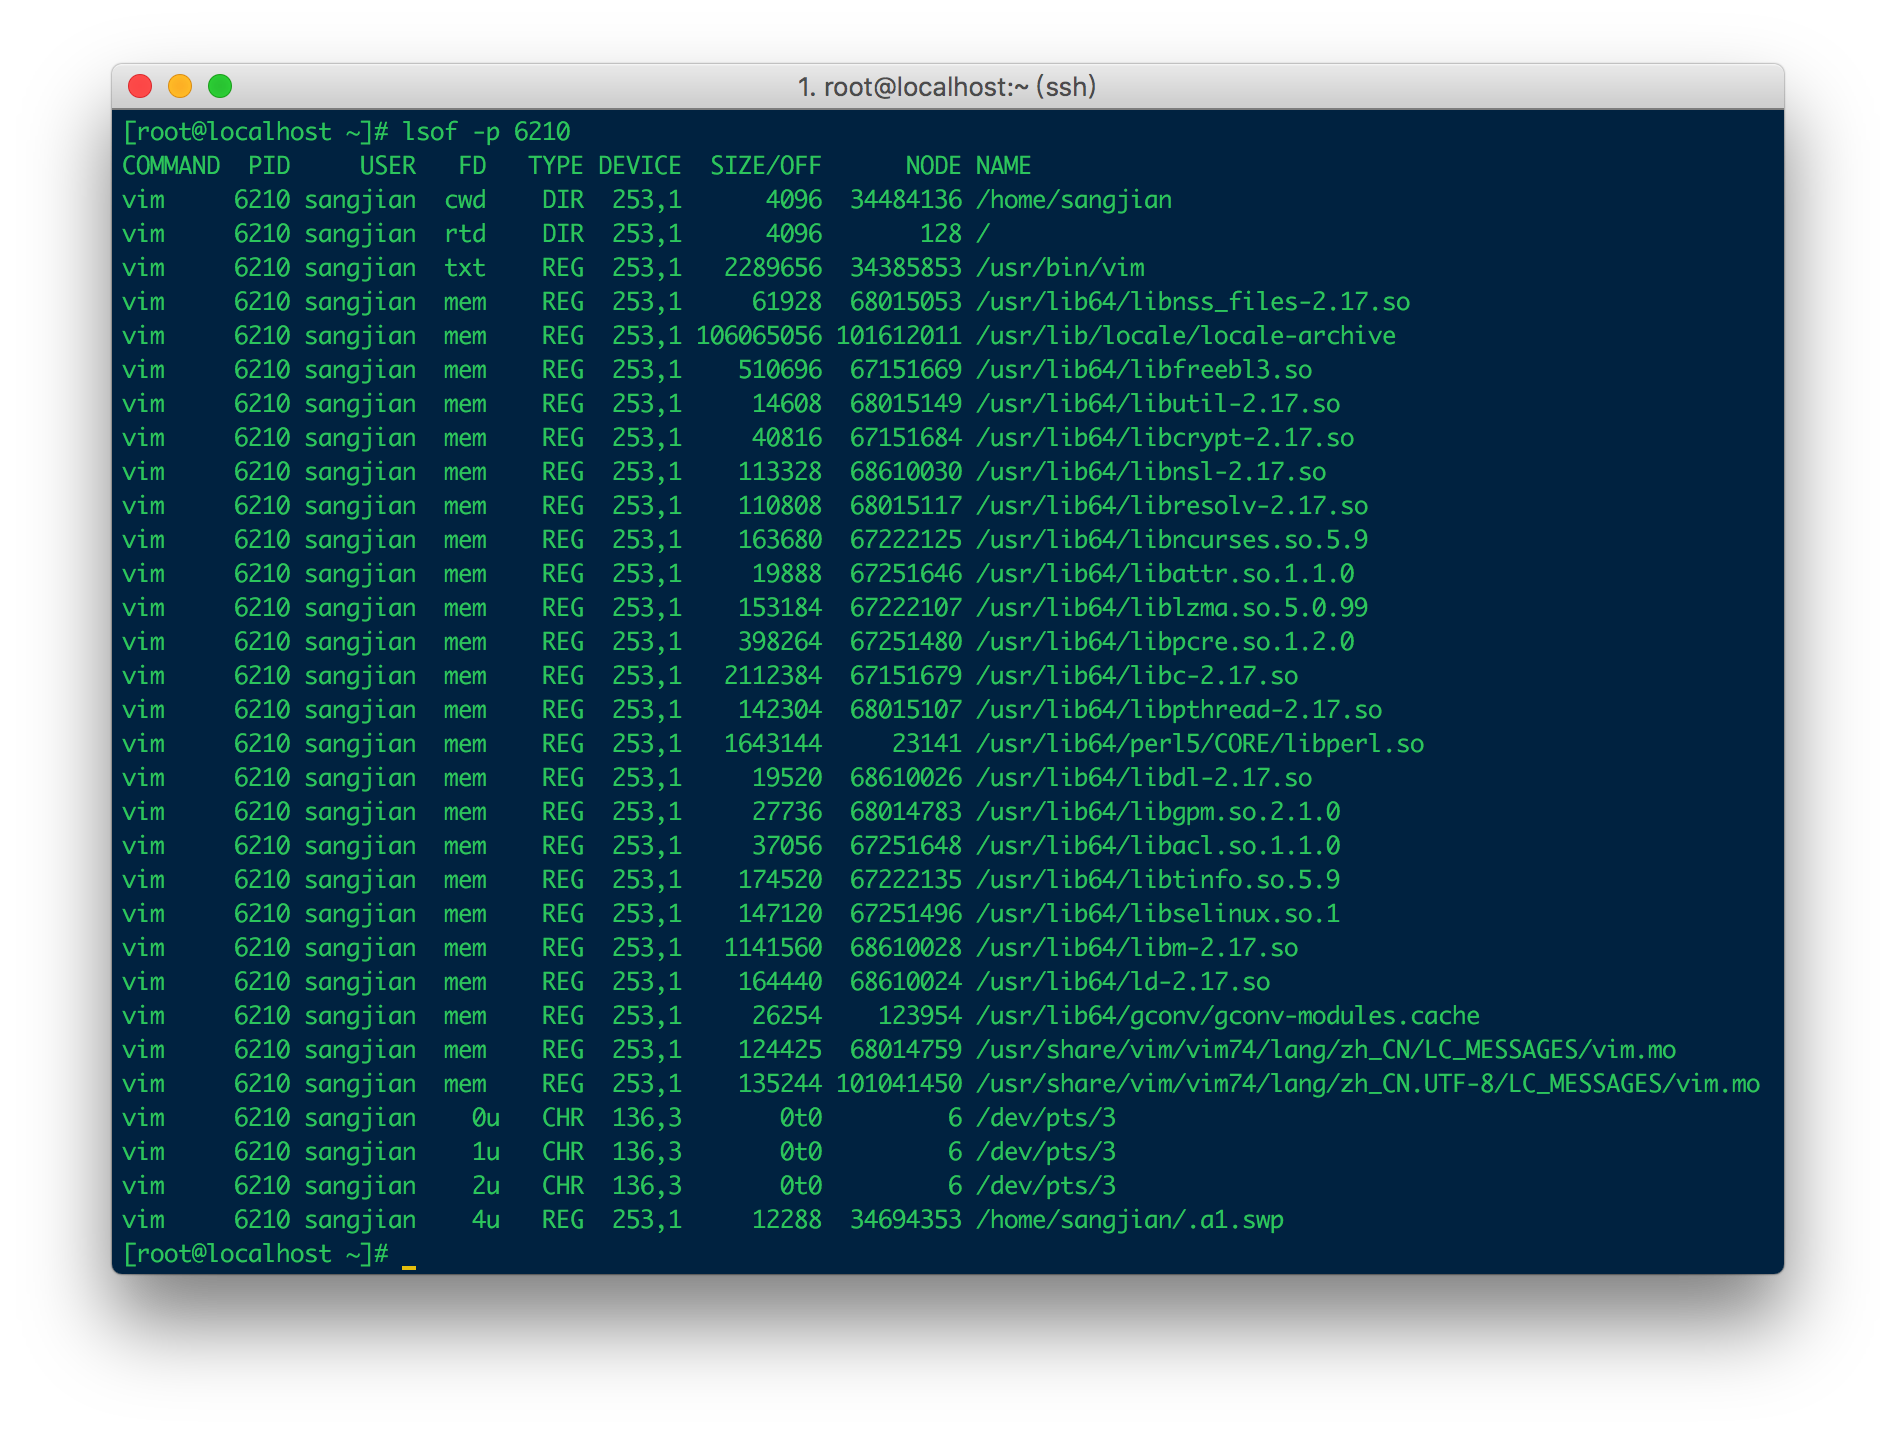 1. root@localhost:~ (ssh)
[root@localhost ~]# lsof -p 6210
COMMAND  PID     USER   FD   TYPE DEVICE  SIZE/OFF      NODE NAME
vim     6210 sangjian  cwd    DIR  253,1      4096  34484136 /home/sangjian
vim     6210 sangjian  rtd    DIR  253,1      4096       128 /
vim     6210 sangjian  txt    REG  253,1   2289656  34385853 /usr/bin/vim
vim     6210 sangjian  mem    REG  253,1     61928  68015053 /usr/lib64/libnss_files-2.17.so
vim     6210 sangjian  mem    REG  253,1 106065056 101612011 /usr/lib/locale/locale-archive
vim     6210 sangjian  mem    REG  253,1    510696  67151669 /usr/lib64/libfreebl3.so
vim     6210 sangjian  mem    REG  253,1     14608  68015149 /usr/lib64/libutil-2.17.so
vim     6210 sangjian  mem    REG  253,1     40816  67151684 /usr/lib64/libcrypt-2.17.so
vim     6210 sangjian  mem    REG  253,1    113328  68610030 /usr/lib64/libnsl-2.17.so
vim     6210 sangjian  mem    REG  253,1    110808  68015117 /usr/lib64/libresolv-2.17.so
vim     6210 sangjian  mem    REG  253,1    163680  67222125 /usr/lib64/libncurses.so.5.9
vim     6210 sangjian  mem    REG  253,1     19888  67251646 /usr/lib64/libattr.so.1.1.0
vim     6210 sangjian  mem    REG  253,1    153184  67222107 /usr/lib64/liblzma.so.5.0.99
vim     6210 sangjian  mem    REG  253,1    398264  67251480 /usr/lib64/libpcre.so.1.2.0
vim     6210 sangjian  mem    REG  253,1   2112384  67151679 /usr/lib64/libc-2.17.so
vim     6210 sangjian  mem    REG  253,1    142304  68015107 /usr/lib64/libpthread-2.17.so
vim     6210 sangjian  mem    REG  253,1   1643144     23141 /usr/lib64/perl5/CORE/libperl.so
vim     6210 sangjian  mem    REG  253,1     19520  68610026 /usr/lib64/libdl-2.17.so
vim     6210 sangjian  mem    REG  253,1     27736  68014783 /usr/lib64/libgpm.so.2.1.0
vim     6210 sangjian  mem    REG  253,1     37056  67251648 /usr/lib64/libacl.so.1.1.0
vim     6210 sangjian  mem    REG  253,1    174520  67222135 /usr/lib64/libtinfo.so.5.9
vim     6210 sangjian  mem    REG  253,1    147120  67251496 /usr/lib64/libselinux.so.1
vim     6210 sangjian  mem    REG  253,1   1141560  68610028 /usr/lib64/libm-2.17.so
vim     6210 sangjian  mem    REG  253,1    164440  68610024 /usr/lib64/ld-2.17.so
vim     6210 sangjian  mem    REG  253,1     26254    123954 /usr/lib64/gconv/gconv-modules.cache
vim     6210 sangjian  mem    REG  253,1    124425  68014759 /usr/share/vim/vim74/lang/zh_CN/LC_MESSAGES/vim.mo
vim     6210 sangjian  mem    REG  253,1    135244 101041450 /usr/share/vim/vim74/lang/zh_CN.UTF-8/LC_MESSAGES/vim.mo
vim     6210 sangjian    0u   CHR  136,3       0t0         6 /dev/pts/3
vim     6210 sangjian    1u   CHR  136,3       0t0         6 /dev/pts/3
vim     6210 sangjian    2u   CHR  136,3       0t0         6 /dev/pts/3
vim     6210 sangjian    4u   REG  253,1     12288  34694353 /home/sangjian/.a1.swp
[root@localhost ~]# _